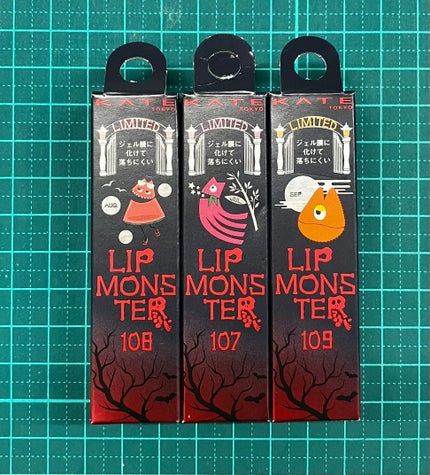 KATE
TOKYO
LIMITED
ジェル膜に
化けて
落ちにくい
AUG
LIP
MONS
TER
108
KATE
TOKYO
LIMITED
ジェル膜に
化けて
落ちにくい
LIP
MONS
TER
107
KATE
TOKYO
LIMITED
ジェル膜に
化けて
落ちにくい
SEP
LIP
MONS
TER
109